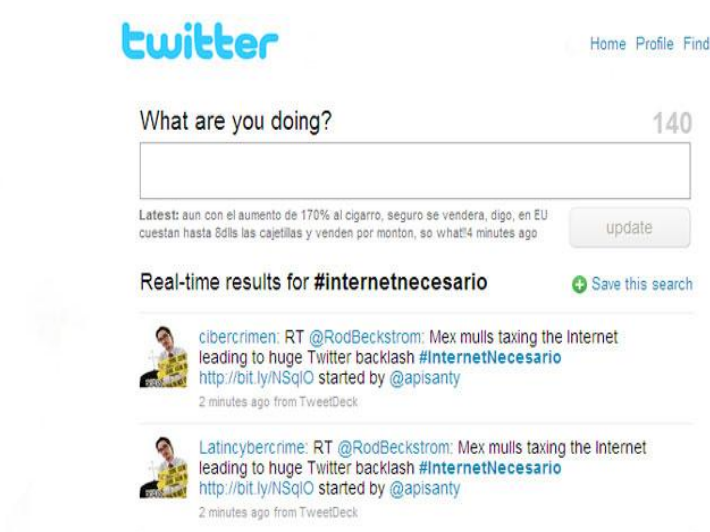 twitter
Home Profile Find
What are you doing?
140
Latest: aun con el aumento de 170% al cigarro, seguro se vendera, digo, en EU
cuestan hasta 8dlls las cajetillas y venden por monton, so what!!4 minutes ago
update
Real-time results for #internetnecesario
Save this search
cibercrimen: RT @RodBeckstrom: Mex mulls taxing the Internet
leading to huge Twitter backlash #InternetNecesario
http://bit.ly/NSqlO started by @apisanty
2 minutes ago from TweetDeck
Latincybercrime: RT @RodBeckstrom: Mex mulls taxing the Internet
leading to huge Twitter backlash #InternetNecesario
http://bit.ly/NSqlO started by @apisanty
2 minutes ago from TweetDeck